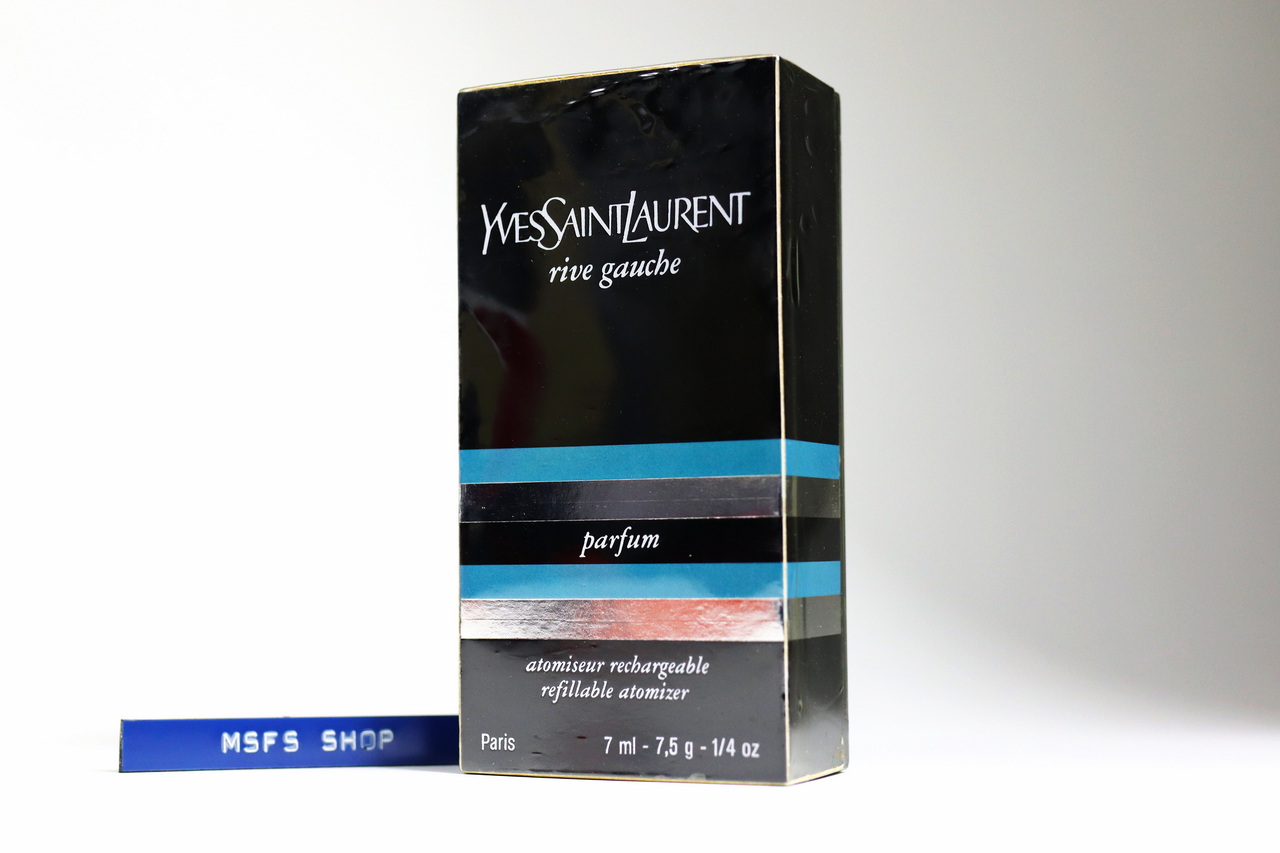 YVESSAINTLAURENT
rive gauche
parfum
atomiseur rechargeable
refillable atomizer
Paris 7 ml - 7,5 g - 1/4 oz
MSFS SHOP